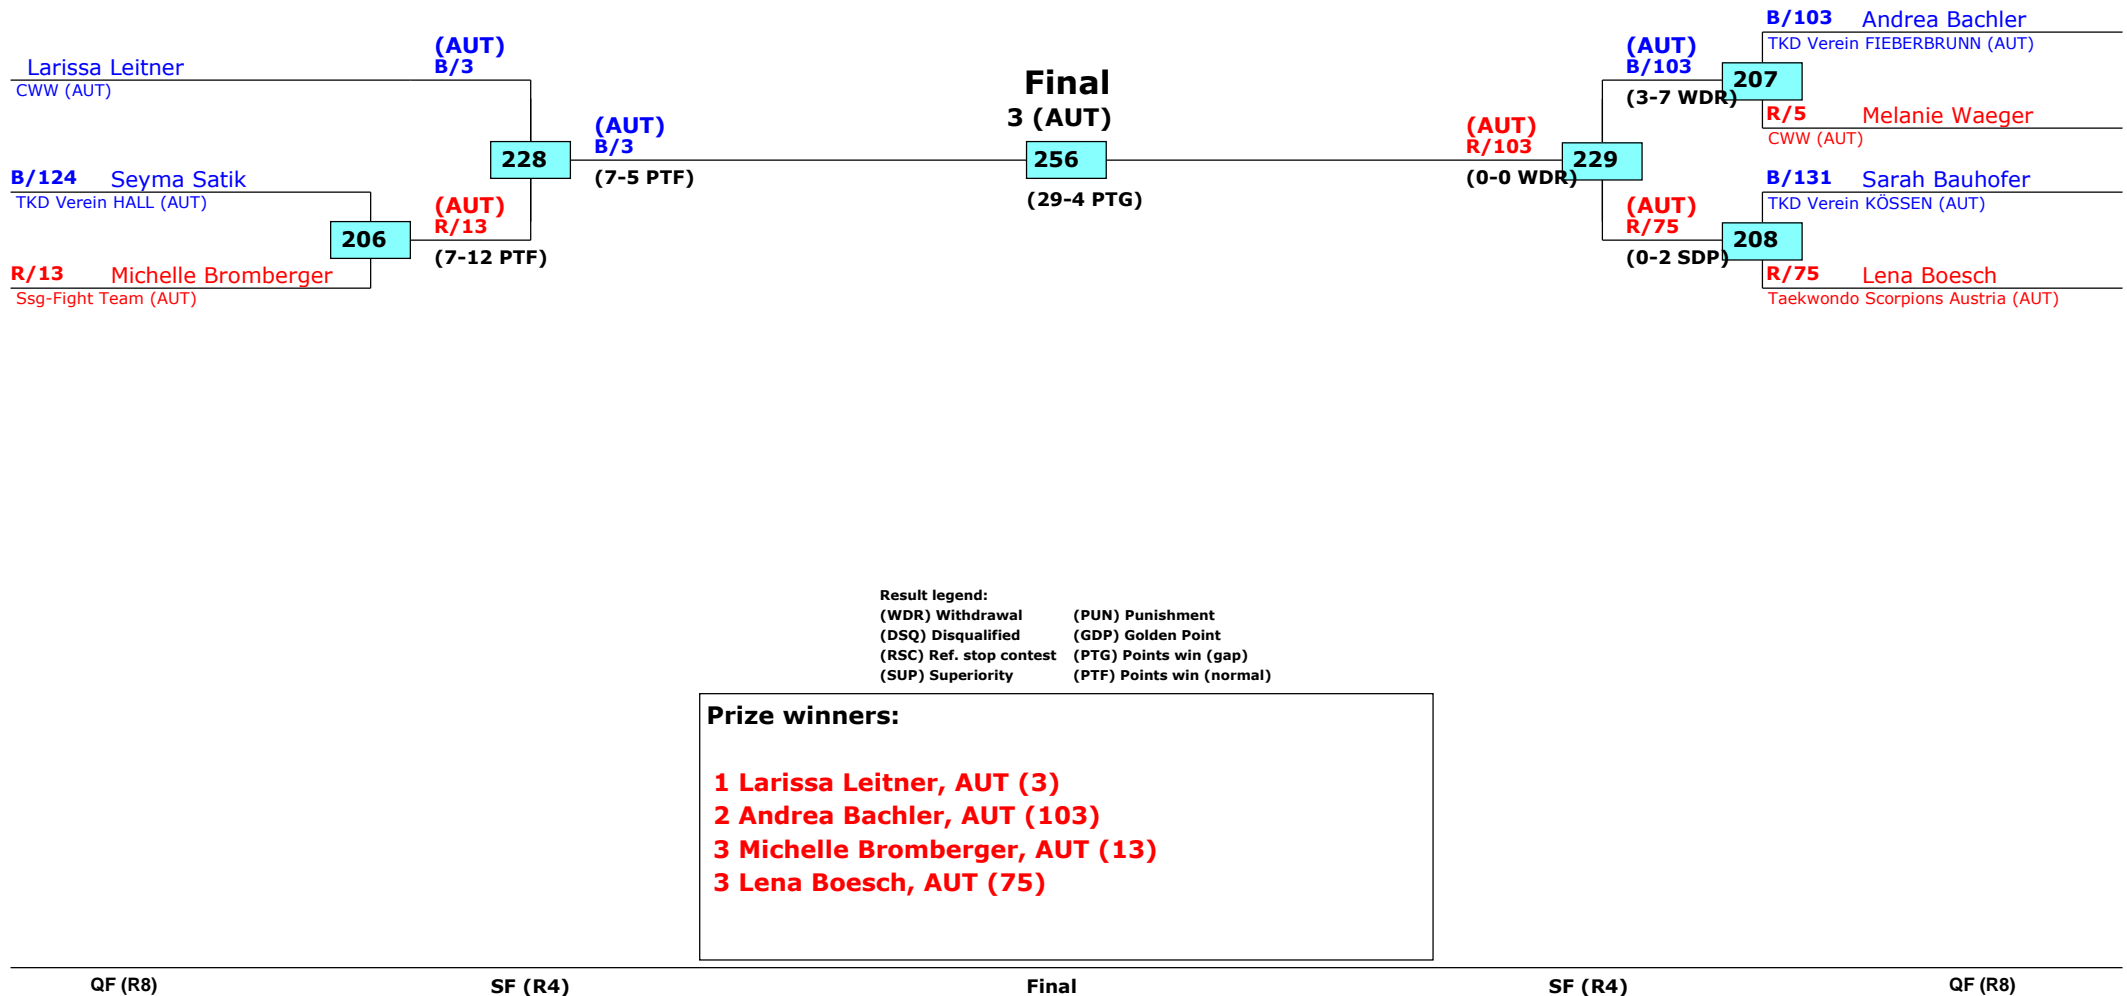 B/103 Andrea Bachler
TKD Verein FIEBERBRUNN (AUT)
(AUT)
B/3
(AUT)
B/103
Larissa Leitner
CWW (AUT)
Final
3 (AUT)
207
(3-7 WDR)
R/5 Melanie Waeger
CWW (AUT)
(AUT)
B/3
(AUT)
R/103
228
256
229
(7-5 PTF)
(0-0 WDR)
(29-4 PTG)
B/124 Seyma Satik
TKD Verein HALL (AUT)
B/131 Sarah Bauhofer
TKD Verein KÖSSEN (AUT)
(AUT)
R/13
(AUT)
R/75
206
208
(7-12 PTF)
(0-2 SDP)
R/13 Michelle Bromberger
Ssg-Fight Team (AUT)
R/75 Lena Boesch
Taekwondo Scorpions Austria (AUT)
Result legend:
(WDR) Withdrawal (PUN) Punishment
(DSQ) Disqualified (GDP) Golden Point
(RSC) Ref. stop contest (PTG) Points win (gap)
(SUP) Superiority (PTF) Points win (normal)
Prize winners:
1 Larissa Leitner, AUT (3)
2 Andrea Bachler, AUT (103)
3 Michelle Bromberger, AUT (13)
3 Lena Boesch, AUT (75)
QF (R8) SF (R4) Final SF (R4) QF (R8)